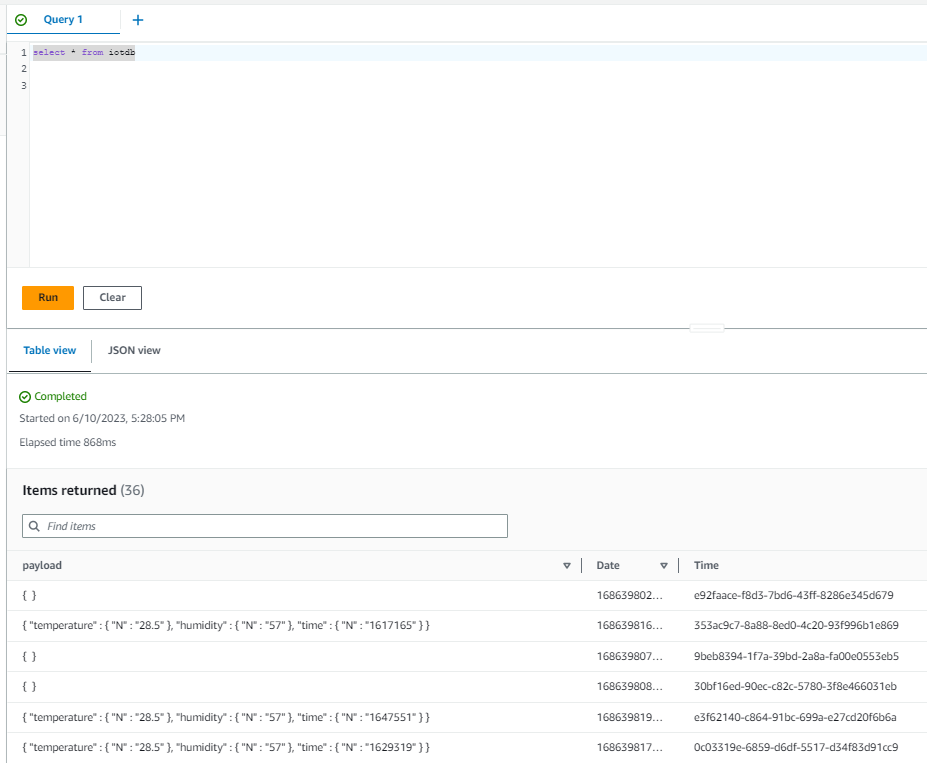 Query 1 +
1 select * from iotdb
2
3
Run Clear
Table view JSON view
Completed
Started on 6/10/2023, 5:28:05 PM
Elapsed time 868ms
Items returned (36)
Find items
payload Date Time
{ } 168639802... e92faace-f8d3-7bd6-43ff-8286e345d679
{ "temperature" : { "N" : "28.5" }, "humidity" : { "N" : "57" }, "time" : { "N" : "1617165" } } 168639816... 353ac9c7-8a88-8ed0-4c20-93f996b1e869
{ } 168639807... 9beb8394-1f7a-39bd-2a8a-fa00e0553eb5
{ } 168639808... 30bf16ed-90ec-c82c-5780-3f8e466031eb
{ "temperature" : { "N" : "28.5" }, "humidity" : { "N" : "57" }, "time" : { "N" : "1647551" } } 168639819... e3f62140-c864-91bc-699a-e27cd20f6b6a
{ "temperature" : { "N" : "28.5" }, "humidity" : { "N" : "57" }, "time" : { "N" : "1629319" } } 168639817... 0c03319e-6859-d6df-5517-d34f83d91cc9